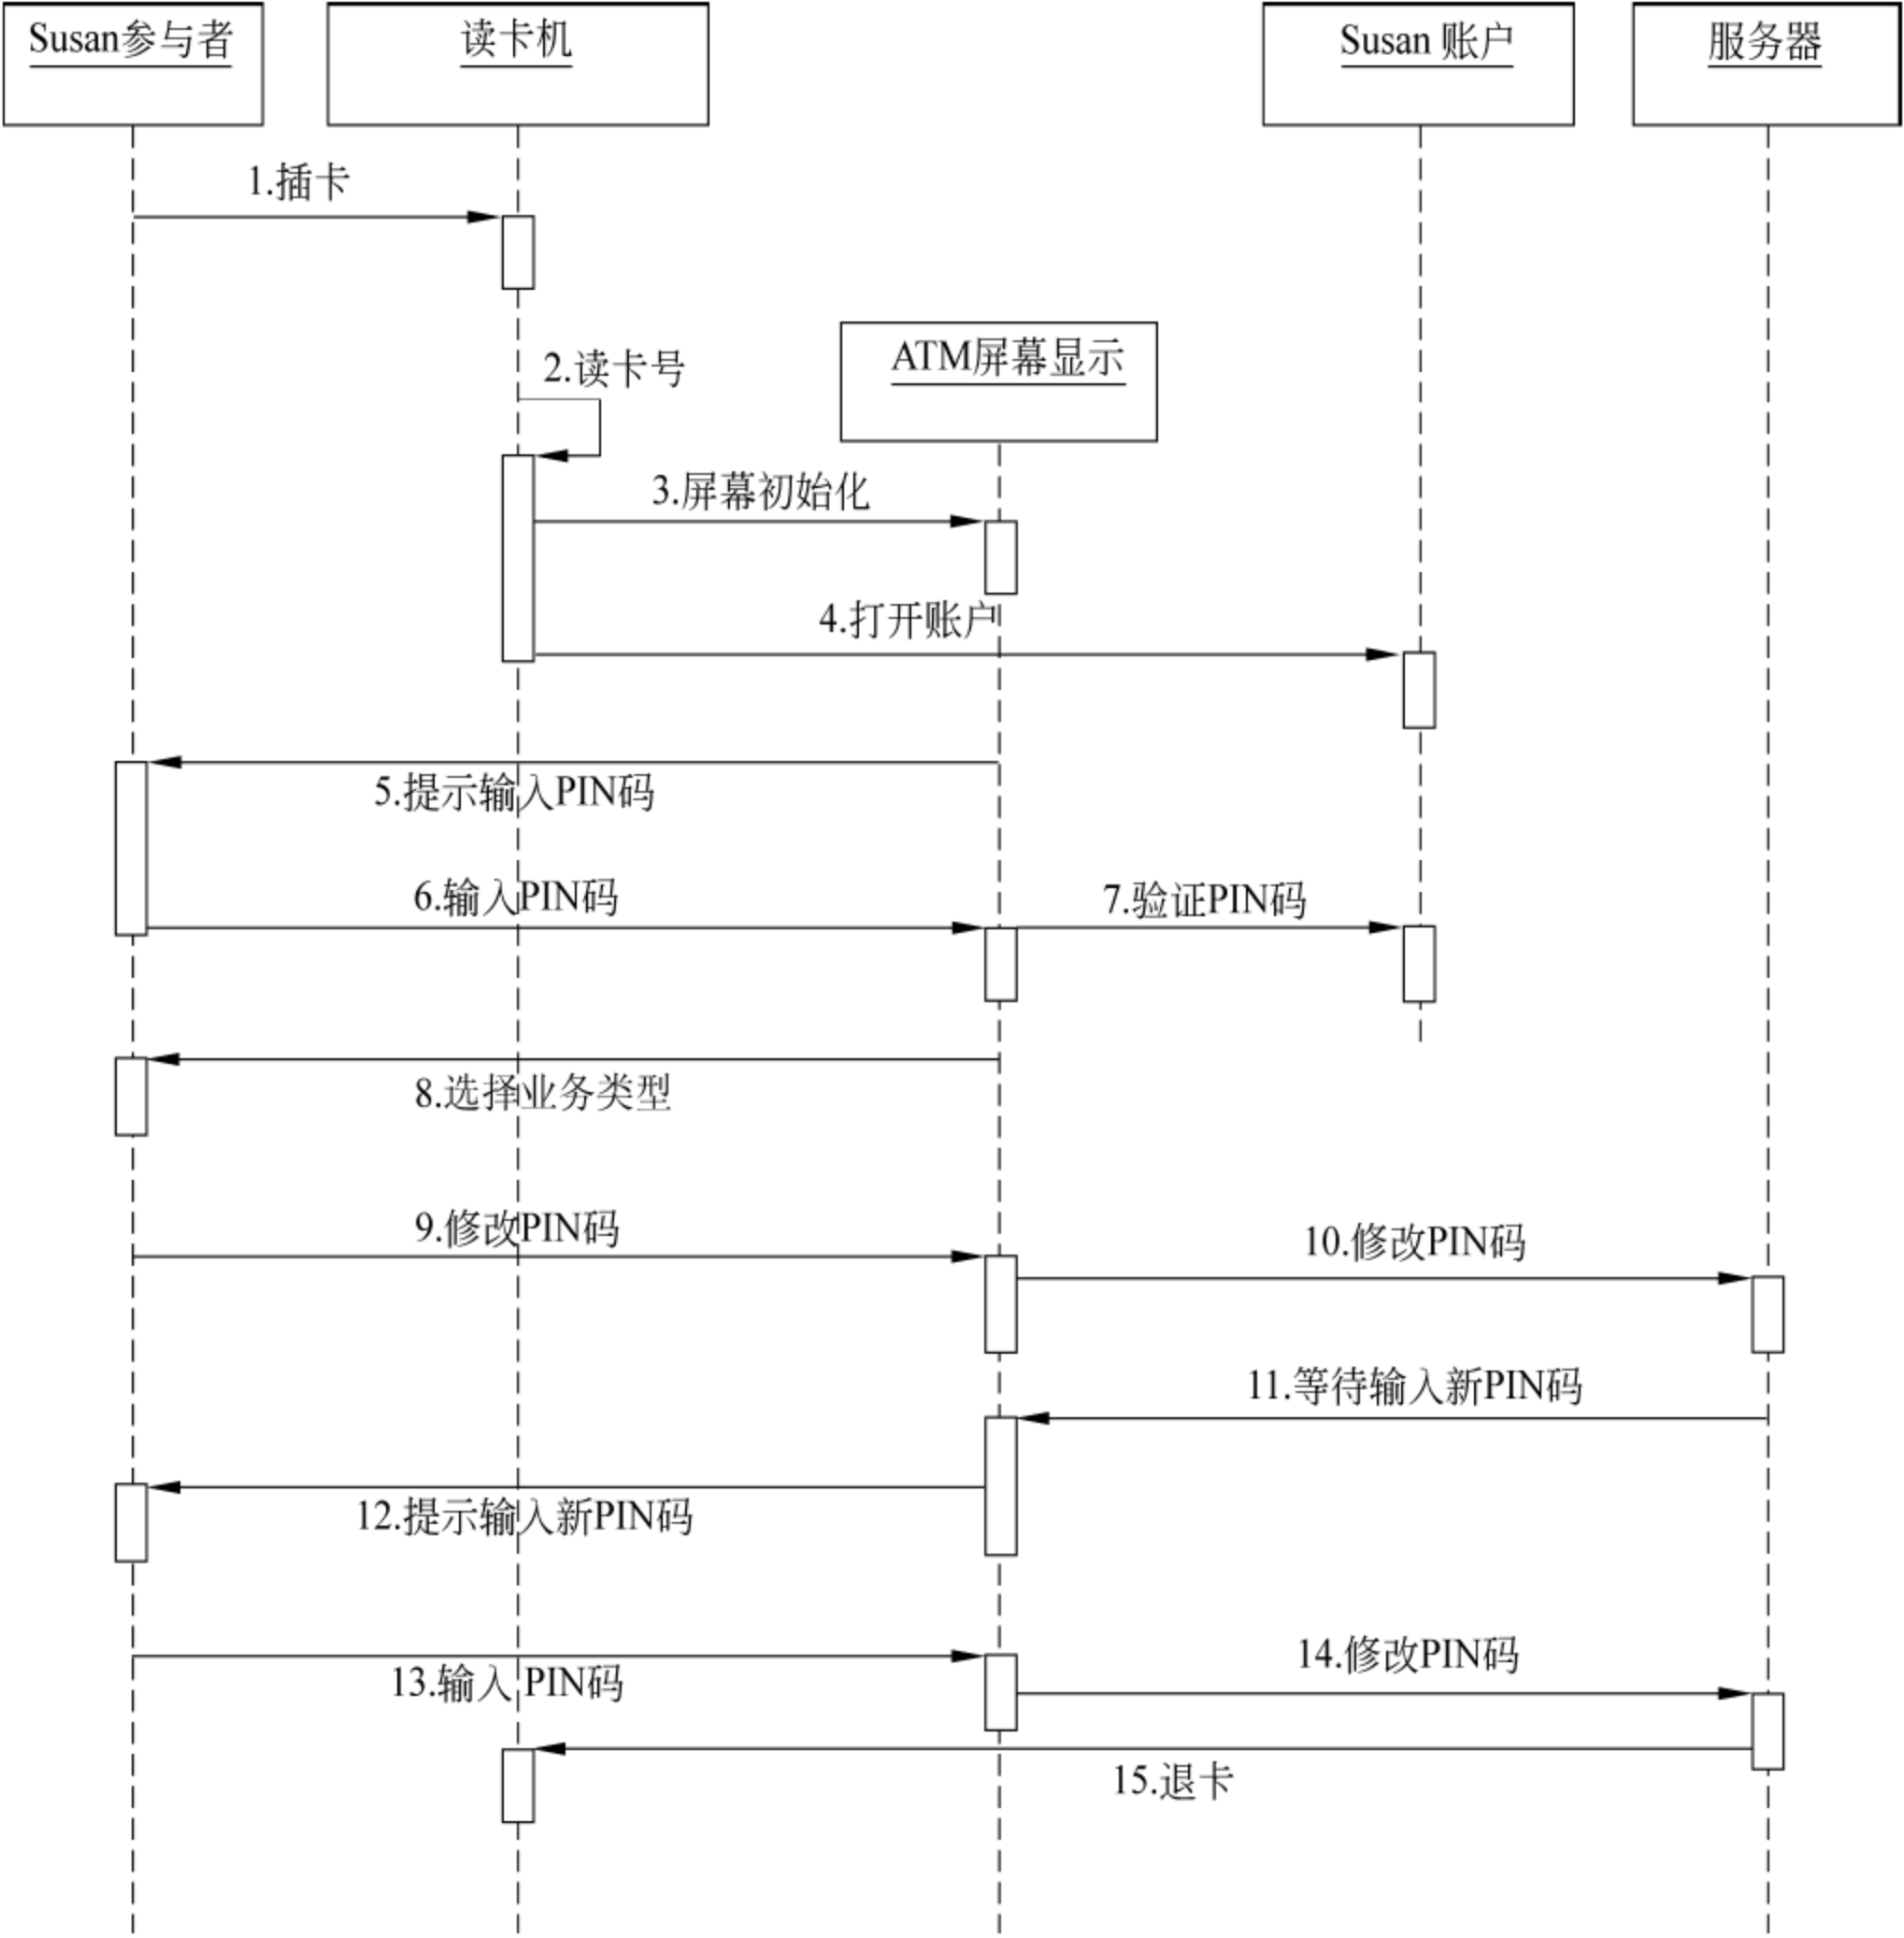 Susan参与者
读卡机
Susan 账户
服务器
1.插卡
ATM屏幕显示
2.读卡号
3.屏幕初始化
4.打开账户
5.提示输入PIN码
6.输入PIN码
7.验证PIN码
8.选择业务类型
9.修改PIN码
10.修改PIN码
11.等待输入新PIN码
12.提示输入新PIN码
13.输入 PIN码
14.修改PIN码
15.退卡